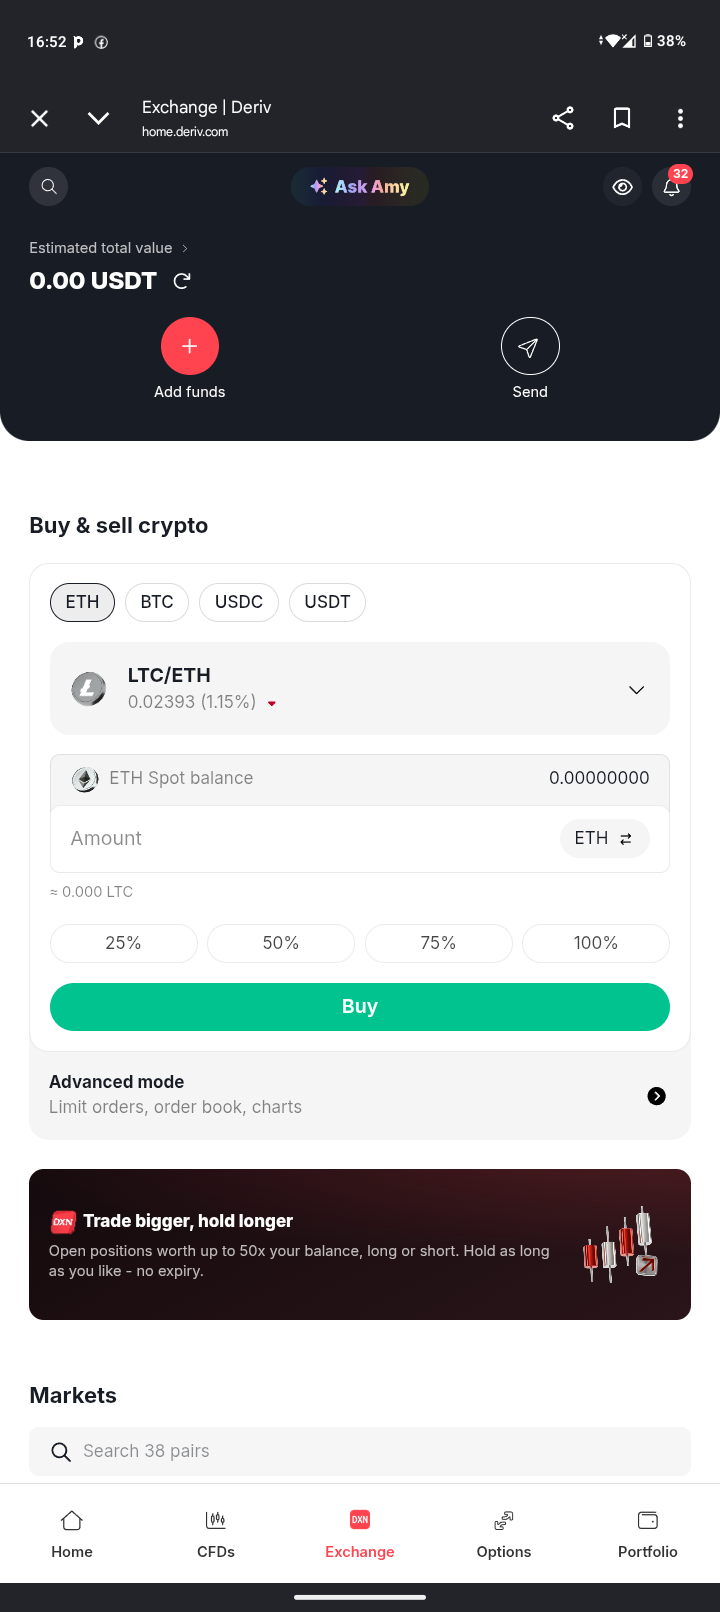 16:52
38%
Exchange | Deriv
home.deriv.com
Ask Amy
32
Estimated total value
0.00 USDT
Add funds
Send
Buy & sell crypto
ETH
BTC
USDC
USDT
LTC/ETH
0.02393 (1.15%)
ETH Spot balance
0.00000000
Amount
ETH
≈ 0.000 LTC
25%
50%
75%
100%
Buy
Advanced mode
Limit orders, order book, charts
DXN
Trade bigger, hold longer
Open positions worth up to 50x your balance, long or short. Hold as long
as you like - no expiry.
Markets
Search 38 pairs
DXN
Home
CFDs
Exchange
Options
Portfolio